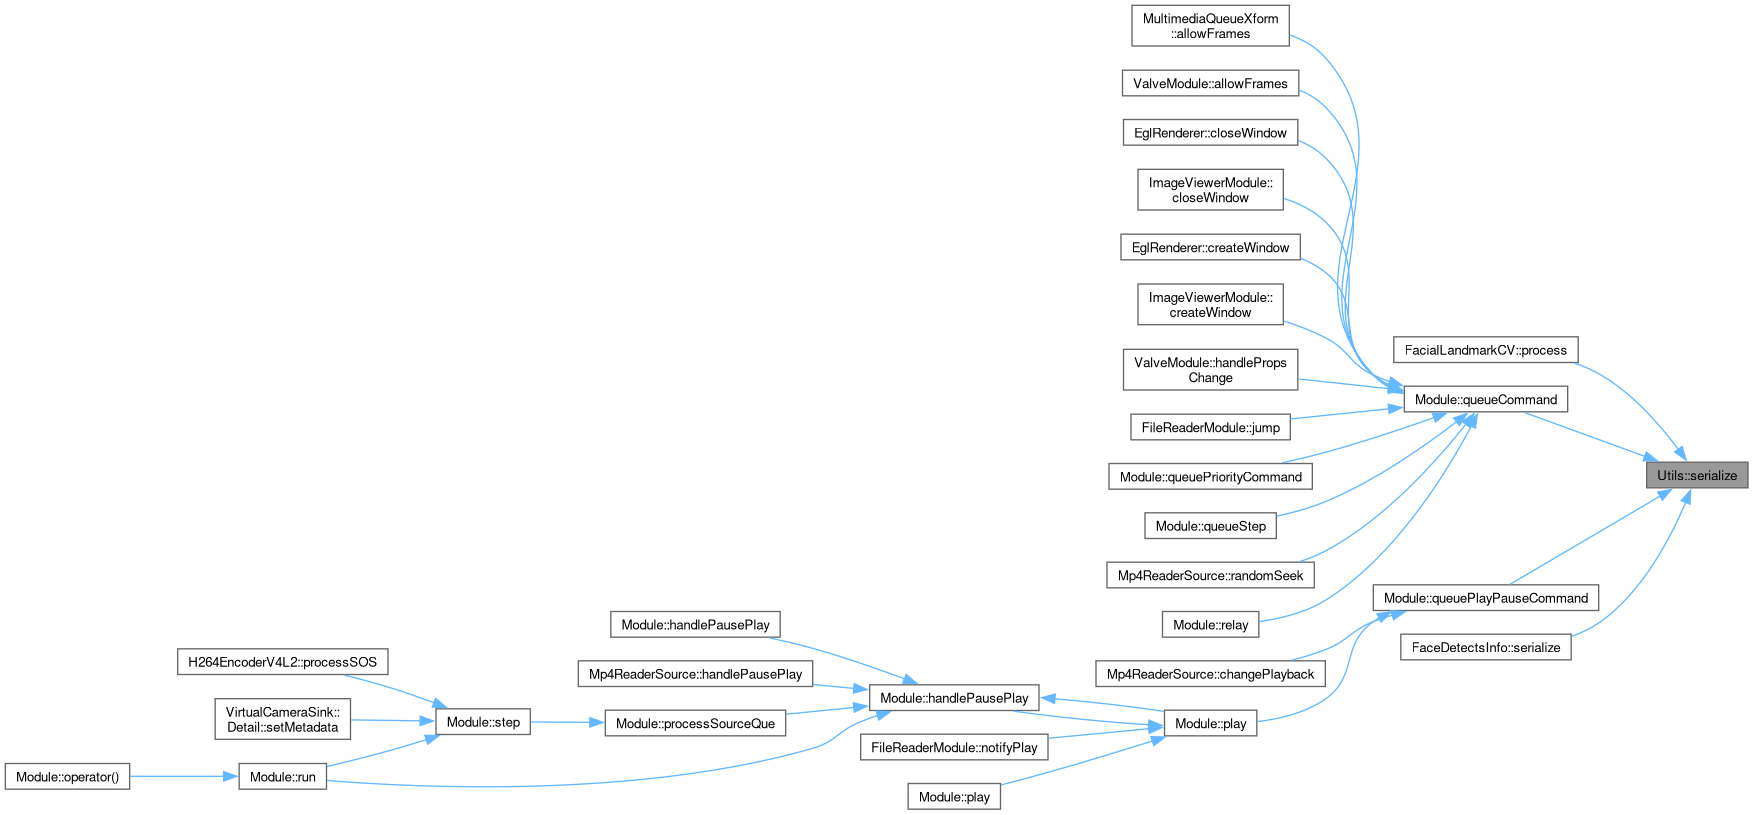 MultimediaQueueXform
::allowFrames
ValveModule::allowFrames
EglRenderer::closeWindow
ImageViewerModule::
closeWindow
EglRenderer::createWindow
ImageViewerModule::
createWindow
FacialLandmarkCV::process
ValveModule::handleProps
Change
Module::queueCommand
FileReaderModule::jump
Module::queuePriorityCommand
Utils::serialize
Module::queueStep
Mp4ReaderSource::randomSeek
Module::queuePlayPauseCommand
Module::relay
Module::handlePausePlay
FaceDetectsInfo::serialize
H264EncoderV4L2::processSOS
Mp4ReaderSource::handlePausePlay
Mp4ReaderSource::changePlayback
Module::handlePausePlay
VirtualCameraSink::
Detail::setMetadata
Module::step
Module::processSourceQue
Module::play
FileReaderModule::notifyPlay
Module::operator()
Module::run
Module::play